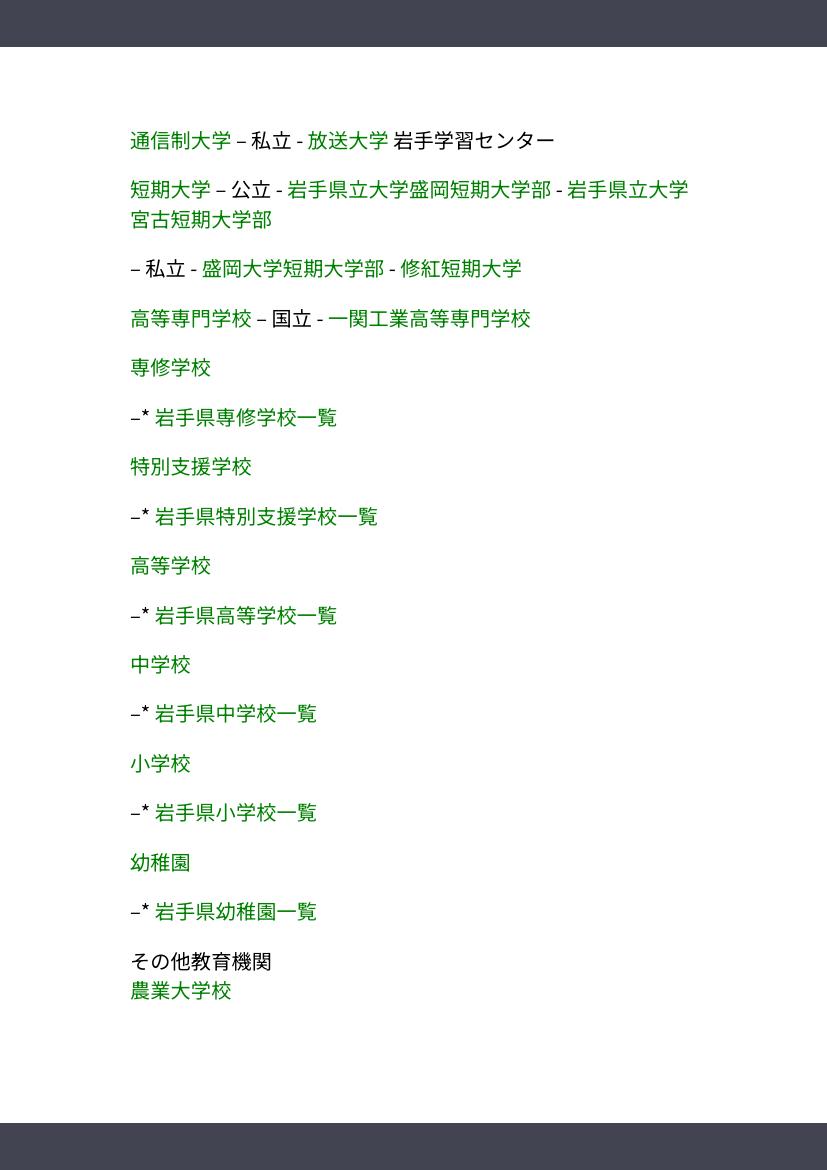 通信制大学 – 私立 - 放送大学 岩手学習センター
短期大学 – 公立 - 岩手県立大学盛岡短期大学部 - 岩手県立大学
宮古短期大学部
– 私立 - 盛岡大学短期大学部 - 修紅短期大学
高等専門学校 – 国立 - 一関工業高等専門学校
専修学校
–* 岩手県専修学校一覧
特別支援学校
–* 岩手県特別支援学校一覧
高等学校
–* 岩手県高等学校一覧
中学校
–* 岩手県中学校一覧
小学校
–* 岩手県小学校一覧
幼稚園
–* 岩手県幼稚園一覧
その他教育機関
農業大学校